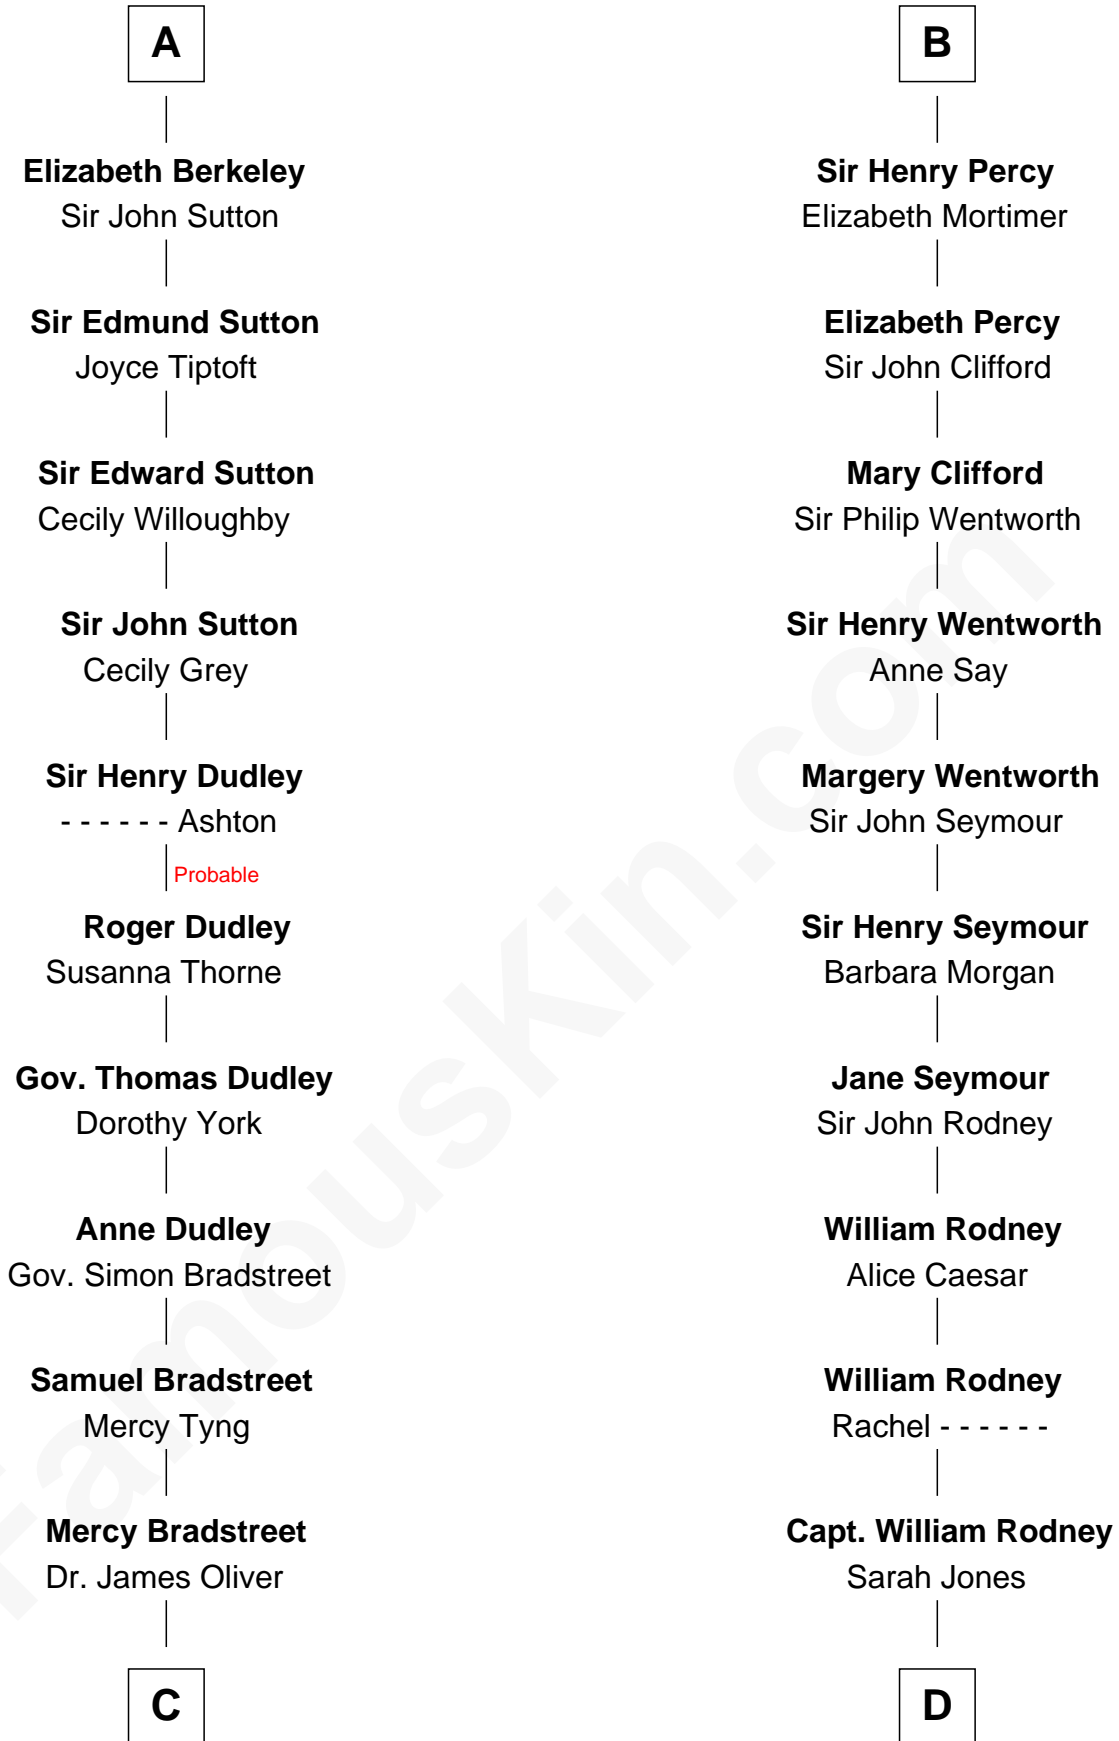 A
Elizabeth Berkeley
Sir John Sutton
Sir Edmund Sutton
Joyce Tiptoft
Sir Edward Sutton
Cecily Willoughby
Sir John Sutton
Cecily Grey
Sir Henry Dudley
- - - - - - Ashton
Probable
Roger Dudley
Susanna Thorne
Gov. Thomas Dudley
Dorothy York
Anne Dudley
Gov. Simon Bradstreet
Samuel Bradstreet
Mercy Tyng
Mercy Bradstreet
Dr. James Oliver
C
B
Sir Henry Percy
Elizabeth Mortimer
Elizabeth Percy
Sir John Clifford
Mary Clifford
Sir Philip Wentworth
Sir Henry Wentworth
Anne Say
Margery Wentworth
Sir John Seymour
Sir Henry Seymour
Barbara Morgan
Jane Seymour
Sir John Rodney
William Rodney
Alice Caesar
William Rodney
Rachel - - - - - -
Capt. William Rodney
Sarah Jones
D
FamousKin.com